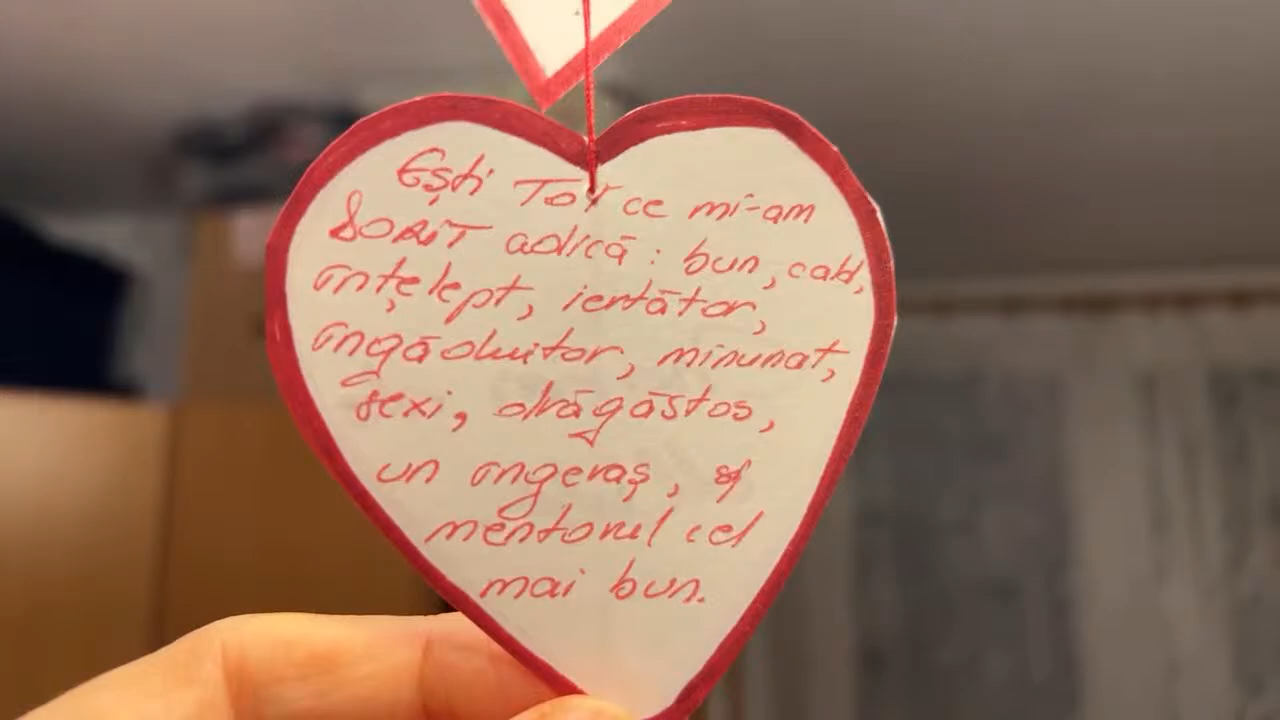 Ești TOT ce mi-am
DORIT adică: bun, cald,
înțelept, iertător,
îngăduitor, minunat,
sexi, drăgăstos,
un îngeraș, și
mentorul cel
mai bun.